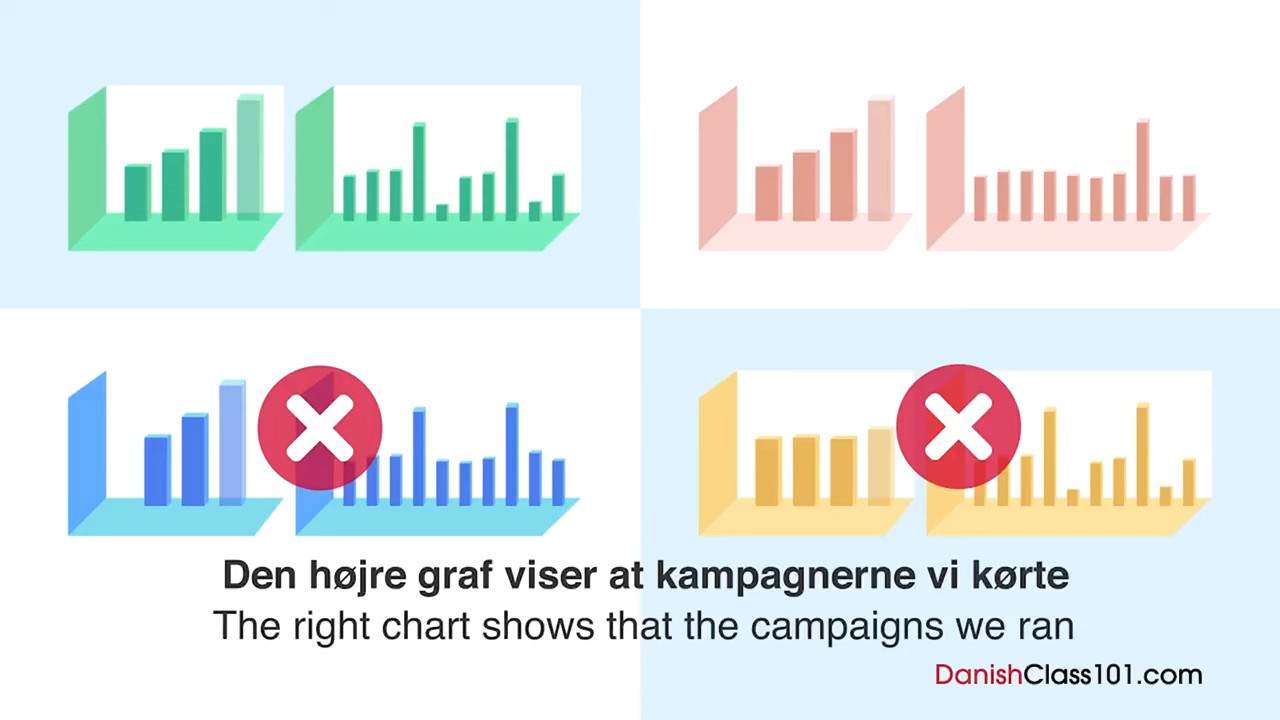 Den højre graf viser at kampagnerne vi kørte
The right chart shows that the campaigns we ran
DanishClass101.com